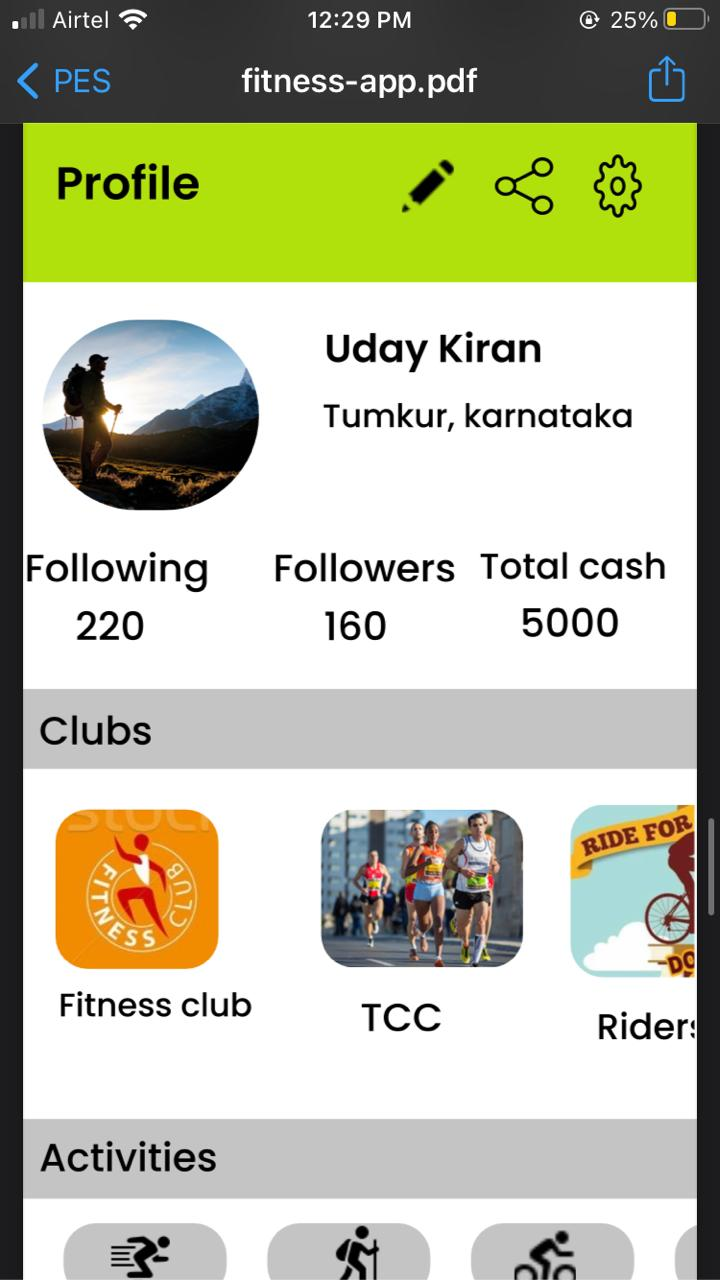 Airtel 12:29 PM 25%
PES fitness-app.pdf
Profile
Uday Kiran
Tumkur, karnataka
Following Followers Total cash
220 160 5000
Clubs
FITNESS CLUB
RIDE FOR
Fitness club TCC Riders
Activities